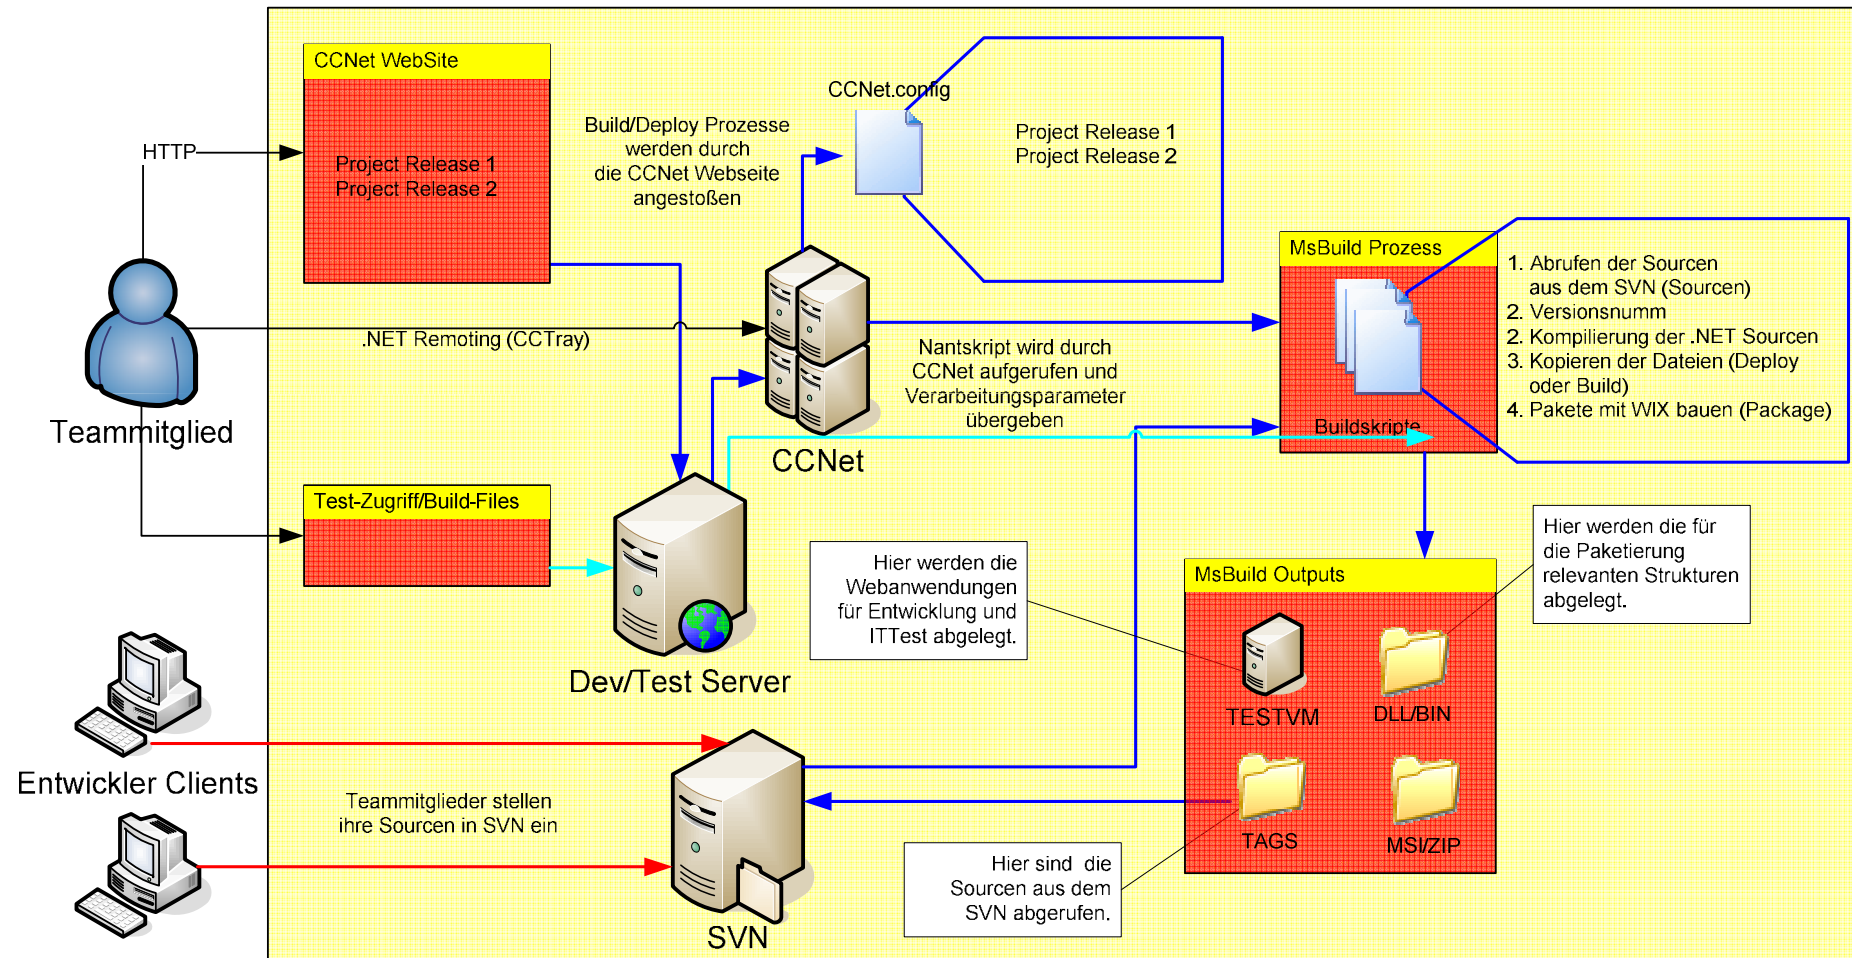 CCNet WebSite
Project Release 1
Project Release 2
HTTP
Build/Deploy Prozesse
werden durch
die CCNet Webseite
angestoßen
CCNet.config
Project Release 1
Project Release 2
MsBuild Prozess
1. Abrufen der Sourcen
aus dem SVN (Sourcen)
2. Versionsnumm
2. Kompilierung der .NET Sourcen
3. Kopieren der Dateien (Deploy
oder Build)
4. Pakete mit WIX bauen (Package)
Buildskripte
.NET Remoting (CCTray)
Nantskript wird durch
CCNet aufgerufen und
Verarbeitungsparameter
übergeben
Teammitglied
CCNet
Test-Zugriff/Build-Files
Dev/Test Server
Hier werden die
Webanwendungen
für Entwicklung und
ITTest abgelegt.
Hier werden die für
die Paketierung
relevanten Strukturen
abgelegt.
MsBuild Outputs
TESTVM
DLL/BIN
TAGS
MSI/ZIP
Entwickler Clients
Teammitglieder stellen
ihre Sourcen in SVN ein
SVN
Hier sind die
Sourcen aus dem
SVN abgerufen.